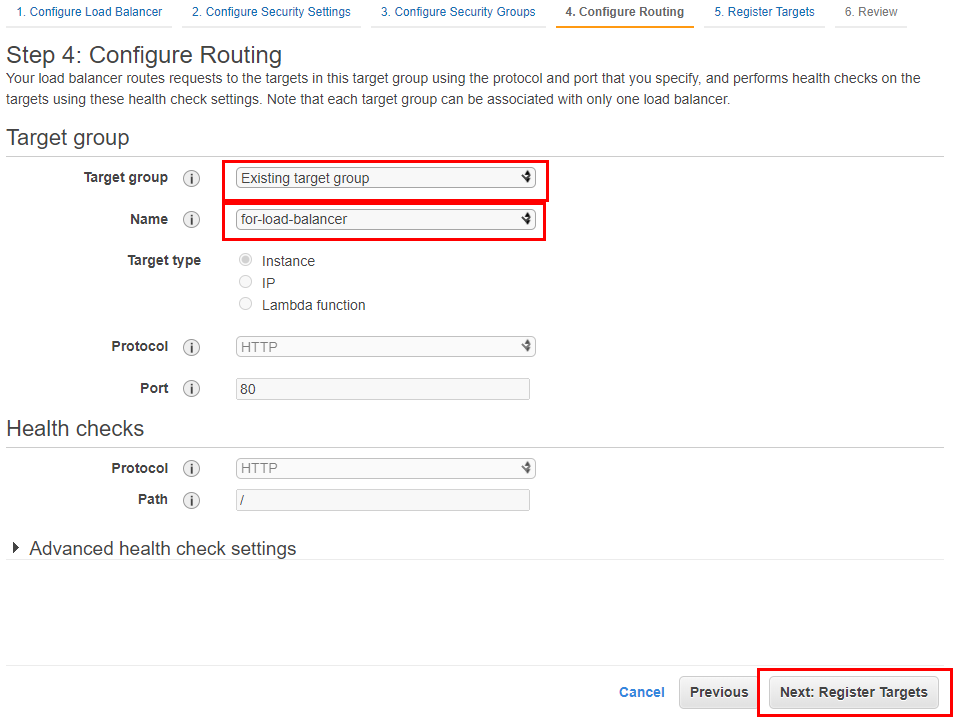 1. Configure Load Balancer 2. Configure Security Settings 3. Configure Security Groups 4. Configure Routing 5. Register Targets 6. Review
Step 4: Configure Routing
Your load balancer routes requests to the targets in this target group using the protocol and port that you specify, and performs health checks on the
targets using these health check settings. Note that each target group can be associated with only one load balancer.
Target group
Target group i Existing target group
Name i for-load-balancer
Target type Instance
IP
Lambda function
Protocol i HTTP
Port i 80
Health checks
Protocol i HTTP
Path i /
Advanced health check settings
Cancel Previous Next: Register Targets